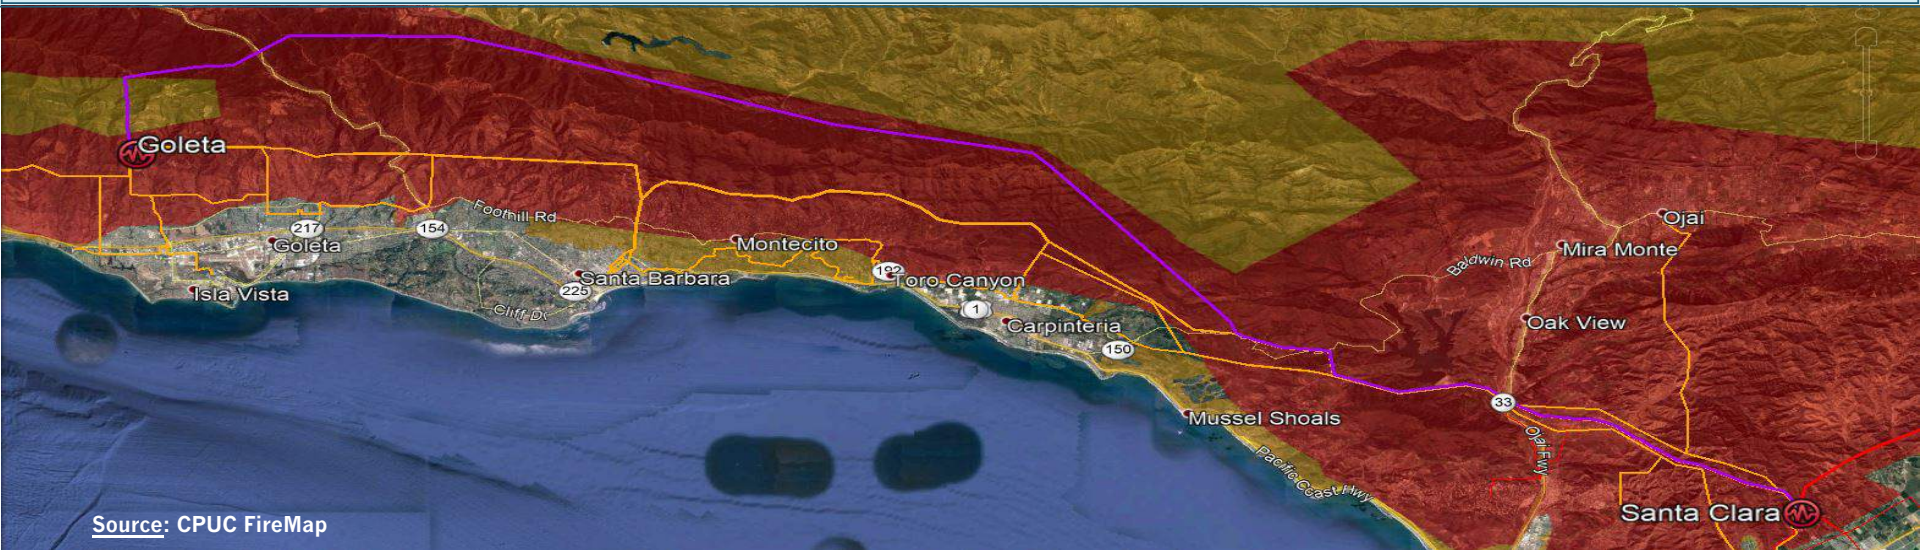 Goleta
Foothill Rd
217
154
Goleta
Montecito
Ojai
Mira Monte
Baldwin Rd
192
Toro Canyon
Santa Barbara
225
Isla Vista
Cliff Dr
1
Carpinteria
Oak View
150
33
Mussel Shoals
Ojai Fwy
Pacific Coast Hwy
Santa Clara
Source: CPUC FireMap